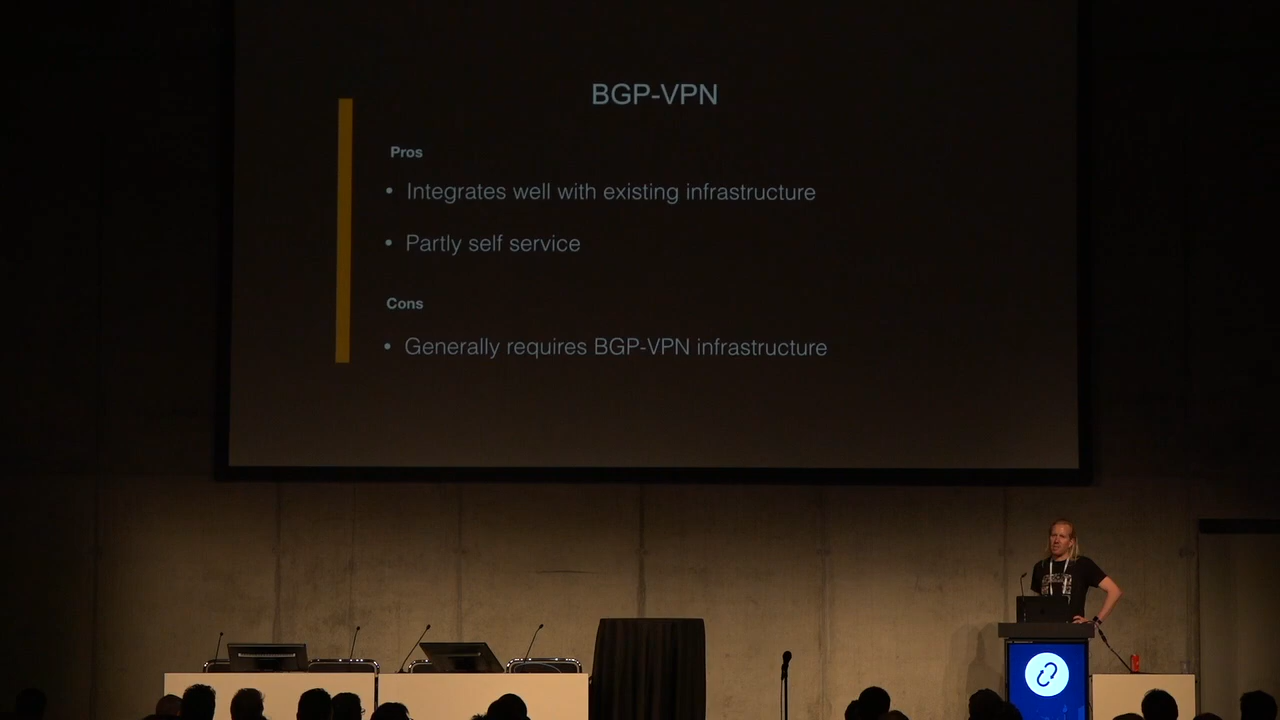 BGP-VPN
Pros
• Integrates well with existing infrastructure
• Partly self service
Cons
• Generally requires BGP-VPN infrastructure